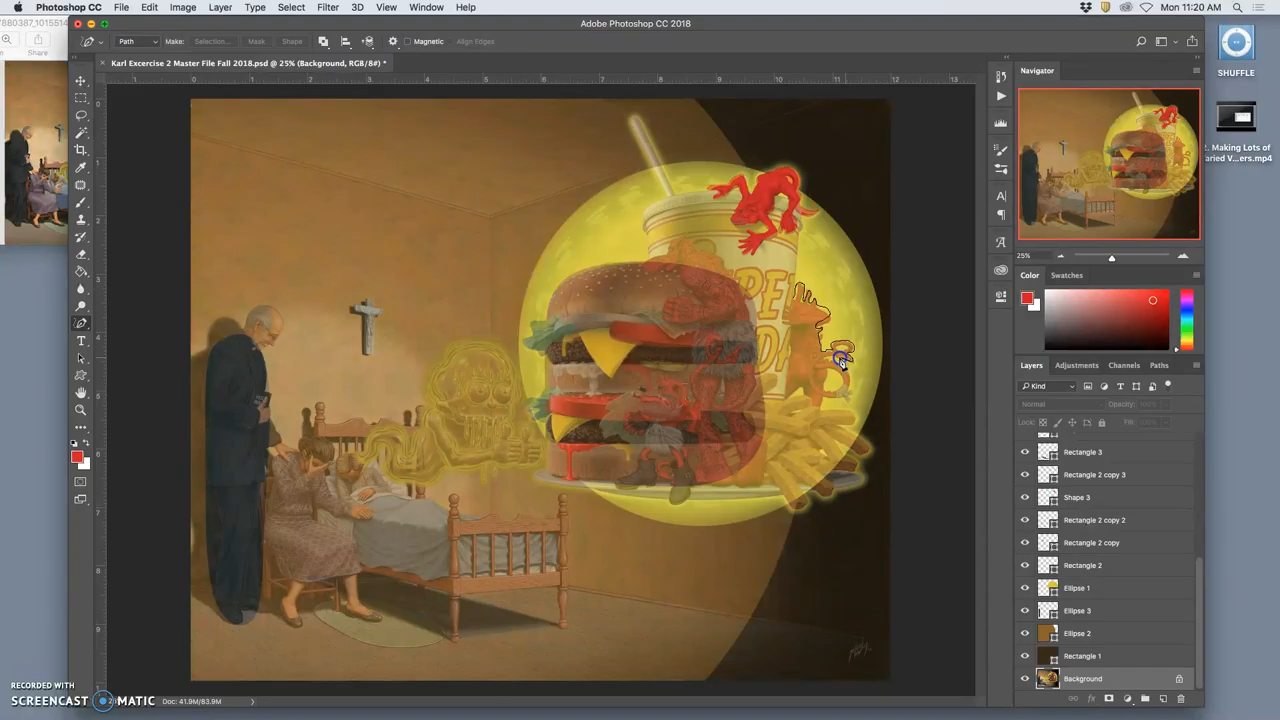 Photoshop CC File Edit Image Layer Type Select Filter 3D View Window Help
Mon 11:20 AM
Adobe Photoshop CC 2018
Share
Path Make: Selection... Mask Shape Magnetic Align Edges
Karl Excercise 2 Master File Fall 2018.psd @ 25% (Background, RGB/8#) *
Navigator
25%
Color Swatches
Layers Adjustments Channels Paths
Kind
Normal Opacity: 100%
Lock: Fill: 100%
Rectangle 3
Rectangle 2 copy 3
Shape 3
Rectangle 2 copy 2
Rectangle 2 copy
Rectangle 2
Ellipse 1
Ellipse 3
Ellipse 2
Rectangle 1
Background
SHUFFLE
2. Making Lots of
Varied V...ers.mp4
RECORDED WITH
SCREENCAST MATIC
Doc: 41.9M/83.9M